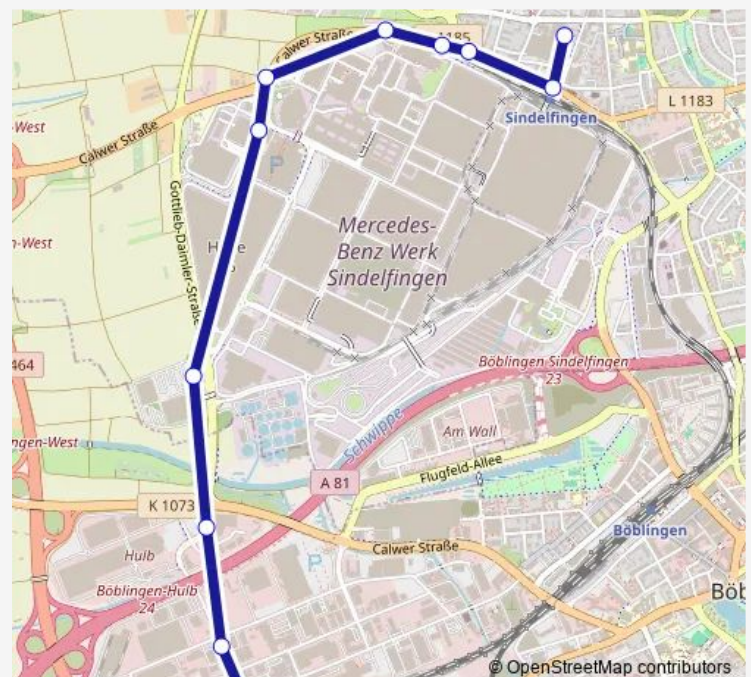 Calwer Straße
1185
L 1183
-West
Calwer Straße
Sindelfingen
P
Gottlieb-Daimler-Straße
Mercedes-
Benz Werk
Sindelfingen
n-West
464
Böblingen-Sindelfingen
23
Schwippe
Am Wall
ngen-West
A 81
Flugfeld-Allee
K 1073
Böblingen
Calwer Straße
Hulb
P
Böblingen-Hulb
24
Böb
© OpenStreetMap contributors